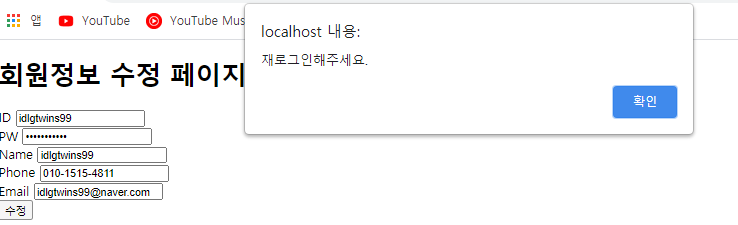 앱 YouTube YouTube Mus
localhost 내용:
재로그인해주세요.
확인
회원정보 수정 페이지
ID idlgtwins99
PW •••••••••••
Name idlgtwins99
Phone 010-1515-4811
Email idlgtwins99@naver.com
수정